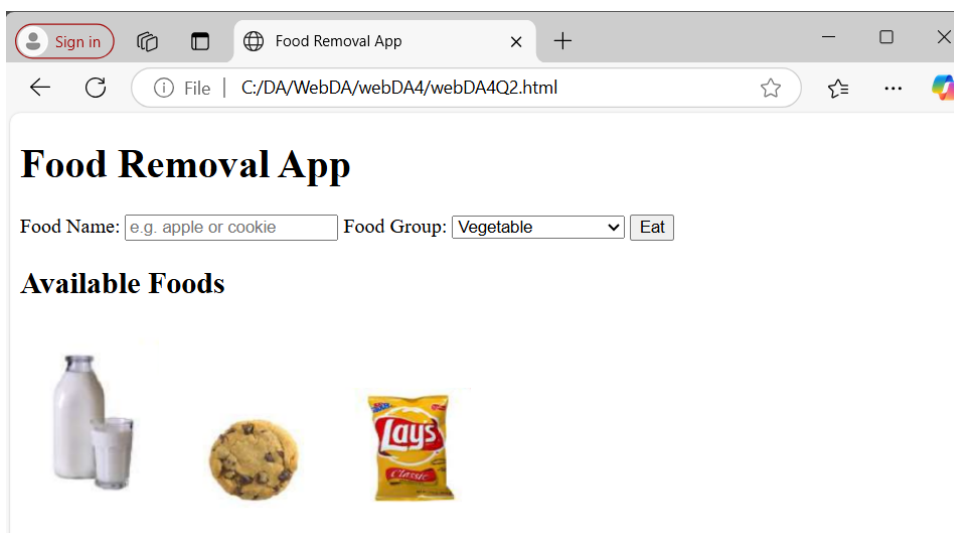 Sign in
Food Removal App
File | C:/DA/WebDA/webDA4/webDA4Q2.html
Food Removal App
Food Name: e.g. apple or cookie Food Group: Vegetable Eat
Available Foods
Lay's
Classic